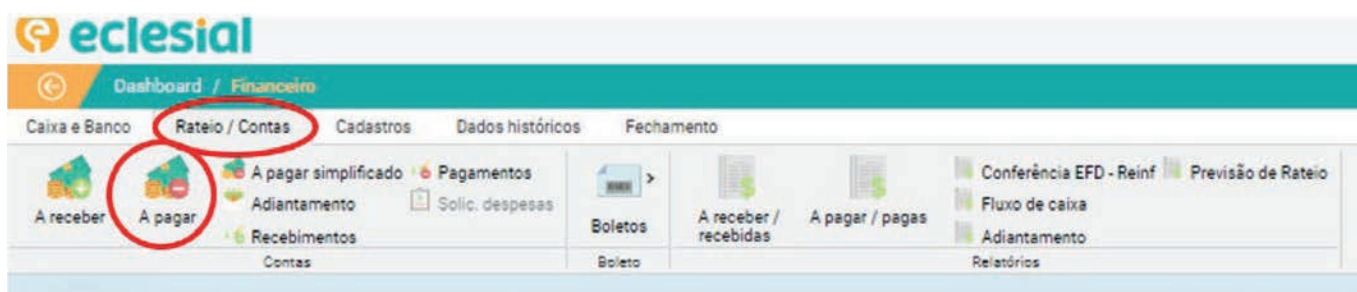 eclesial
Dashboard / Financeiro
Caixa e Banco Rateio / Contas Cadastros Dados históricos Fechamento
A pagar simplificado Pagamentos Conferência EFD - Reinf Previsão de Rateio
Adiantamento Solic. despesas Fluxo de caixa
A receber A pagar Boletos A receber / recebidas A pagar / pagas
Recebimentos Adiantamento
Contas Boleto Relatórios